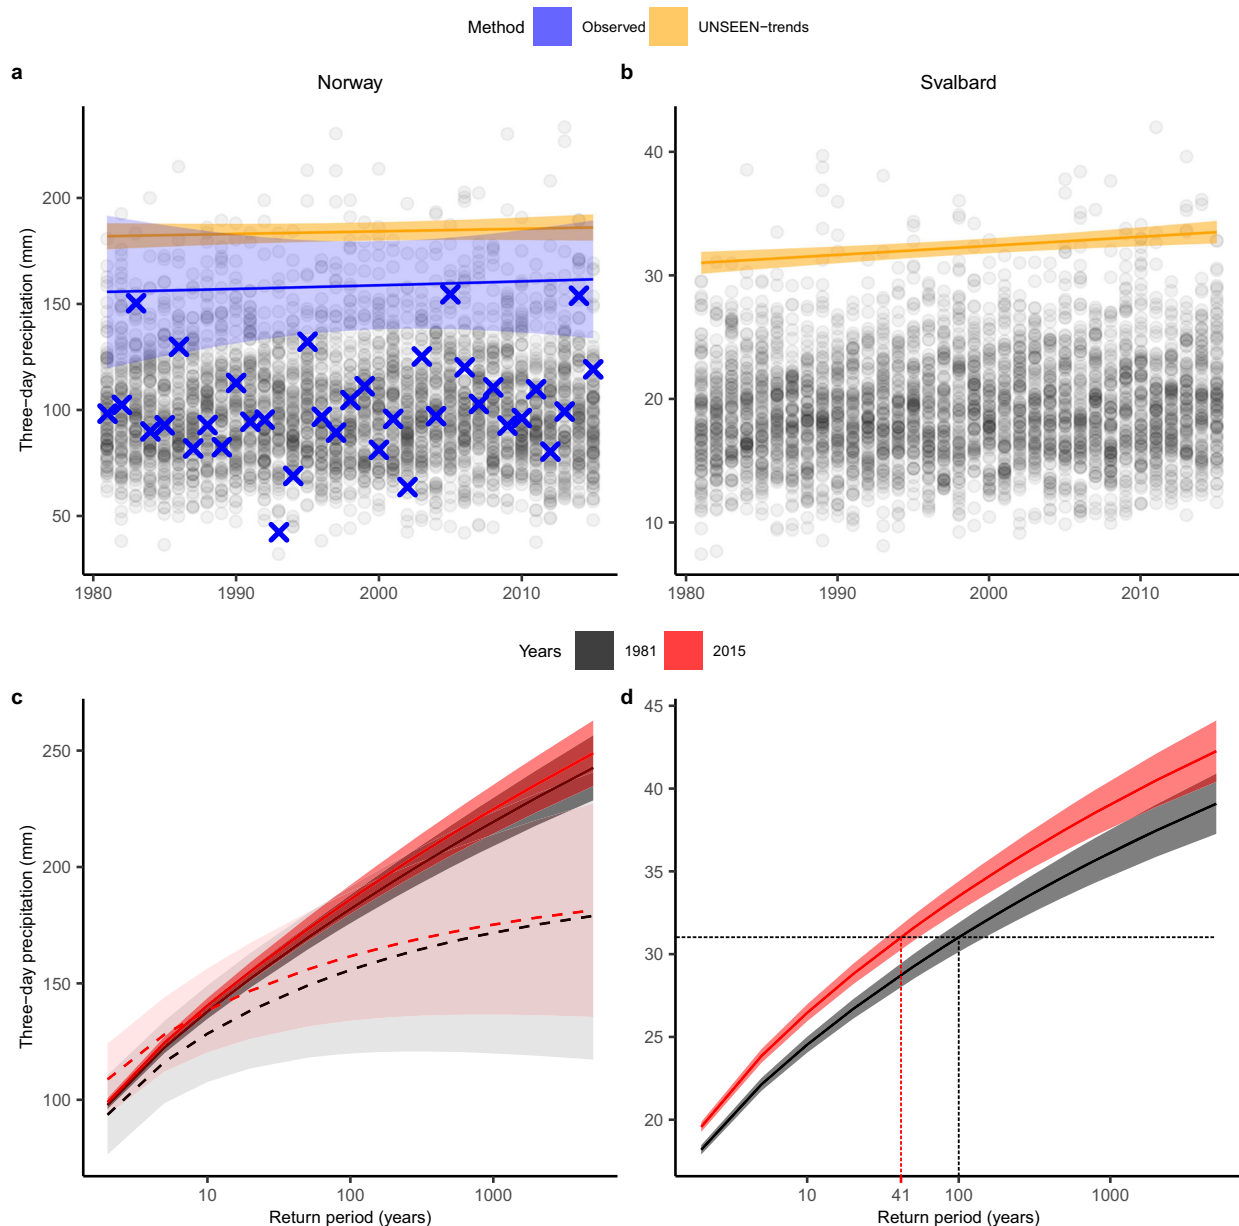 Method Observed UNSEEN−trends
a
b
Norway
Svalbard
Three−day precipitation (mm)
200
150
100
50
40
30
20
10
1980 1990 2000 2010
1980 1990 2000 2010
Years 1981 2015
c
d
Three−day precipitation (mm)
250
200
150
100
45
40
35
30
25
20
10 100 1000
10 41 100 1000
Return period (years)
Return period (years)